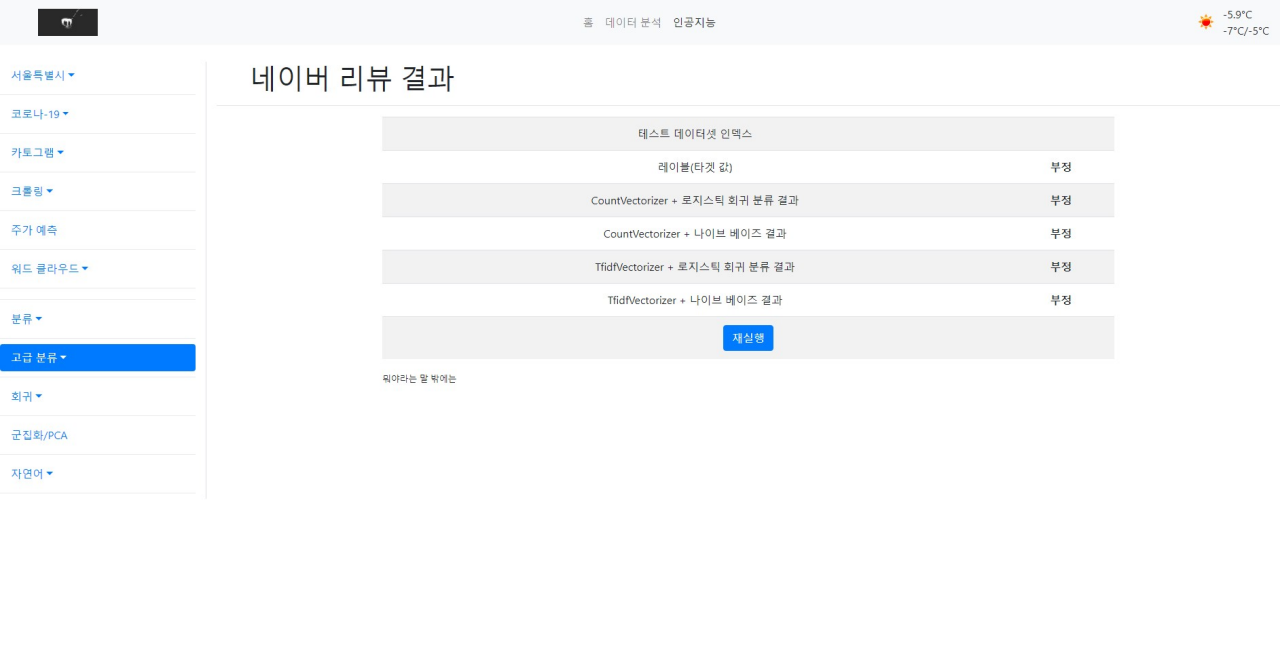 홈 데이터 분석 인공지능
-5.9°C
-7°C/-5°C
서울특별시
코로나-19
카토그램
크롤링
주가 예측
워드 클라우드
분류
고급 분류
회귀
군집화/PCA
자연어
네이버 리뷰 결과
테스트 데이터셋 인덱스
레이블(타겟 값) 부정
CountVectorizer + 로지스틱 회귀 분류 결과 부정
CountVectorizer + 나이브 베이즈 결과 부정
TfidfVectorizer + 로지스틱 회귀 분류 결과 부정
TfidfVectorizer + 나이브 베이즈 결과 부정
재실행
뭐야라는 말 밖에는